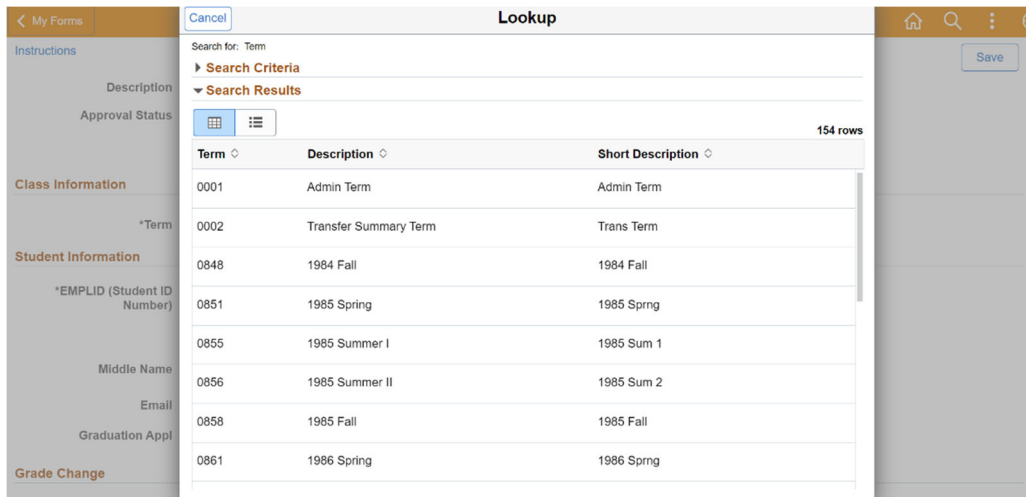 My Forms
Cancel
Lookup
Instructions
Search for: Term
Save
Search Criteria
Description
Search Results
Approval Status
154 rows
Term Description Short Description
Class Information
0001 Admin Term Admin Term
*Term
0002 Transfer Summary Term Trans Term
Student Information
0848 1984 Fall 1984 Fall
*EMPLID (Student ID
Number)
0851 1985 Spring 1985 Sprng
0855 1985 Summer I 1985 Sum 1
Middle Name
0856 1985 Summer II 1985 Sum 2
Email
0858 1985 Fall 1985 Fall
Graduation Appl
0861 1986 Spring 1986 Sprng
Grade Change